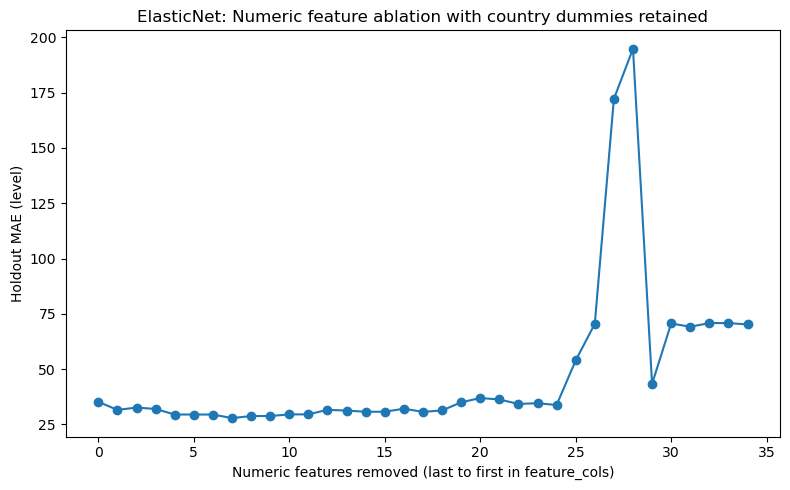 ElasticNet: Numeric feature ablation with country dummies retained
200
175
150
125
100
75
50
25
Holdout MAE (level)
0 5 10 15 20 25 30 35
Numeric features removed (last to first in feature_cols)